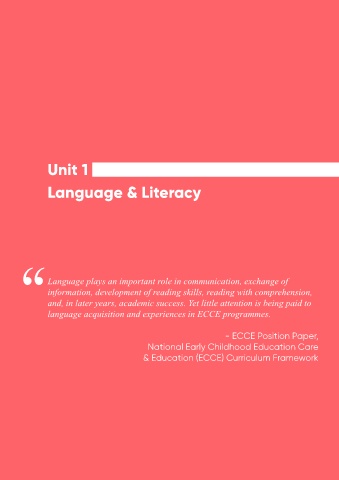 Unit 1
Language & Literacy
“
Language plays an important role in communication, exchange of
information, development of reading skills, reading with comprehension,
and, in later years, academic success. Yet little attention is being paid to
language acquisition and experiences in ECCE programmes.
- ECCE Position Paper,
National Early Childhood Education Care
& Education (ECCE) Curriculum Framework